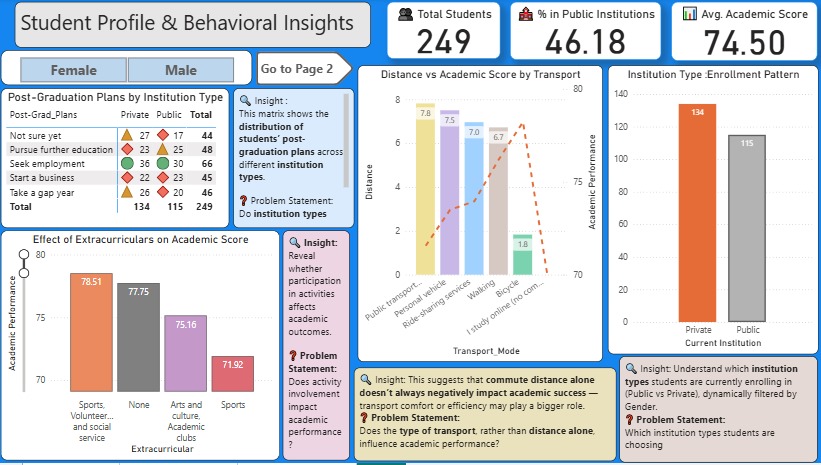 Student Profile & Behavioral Insights
Total Students
249
% in Public Institutions
46.18
Avg. Academic Score
74.50
Female
Male
Go to Page 2
Post-Graduation Plans by Institution Type
Post-Grad_Plans Private Public Total
Not sure yet 27 17 44
Pursue further education 23 25 48
Seek employment 36 30 66
Start a business 22 23 45
Take a gap year 26 20 46
Total 134 115 249
Insight :
This matrix shows the
distribution of
students' post-
graduation plans across
different institution
types.
Problem Statement:
Do institution types
Distance vs Academic Score by Transport
Distance
8
6
4
2
0
7.8
7.5
7.0
6.7
1.8
80
75
70
Academic Performance
Public transport...
Personal vehicle
Ride-sharing services
Walking
Bicycle
I study online (no com...
Transport_Mode
Institution Type :Enrollment Pattern
140
120
100
80
60
40
20
0
134
115
Private
Public
Current Institution
Effect of Extracurriculars on Academic Score
Academic Performance
80
75
70
78.51
77.75
75.16
71.92
Sports,
Volunteer...
and social
service
None
Arts and
culture,
Academic
clubs
Sports
Extracurricular
Insight:
Reveal
whether
participation
in activities
affects
academic
outcomes.
Problem
Statement:
Does activity
involvement
impact
academic
performance
?
Insight: This suggests that commute distance alone
doesn't always negatively impact academic success —
transport comfort or efficiency may play a bigger role.
Problem Statement:
Does the type of transport, rather than distance alone,
influence academic performance?
Insight: Understand which institution
types students are currently enrolling in
(Public vs Private), dynamically filtered by
Gender.
Problem Statement:
Which institution types students are
choosing